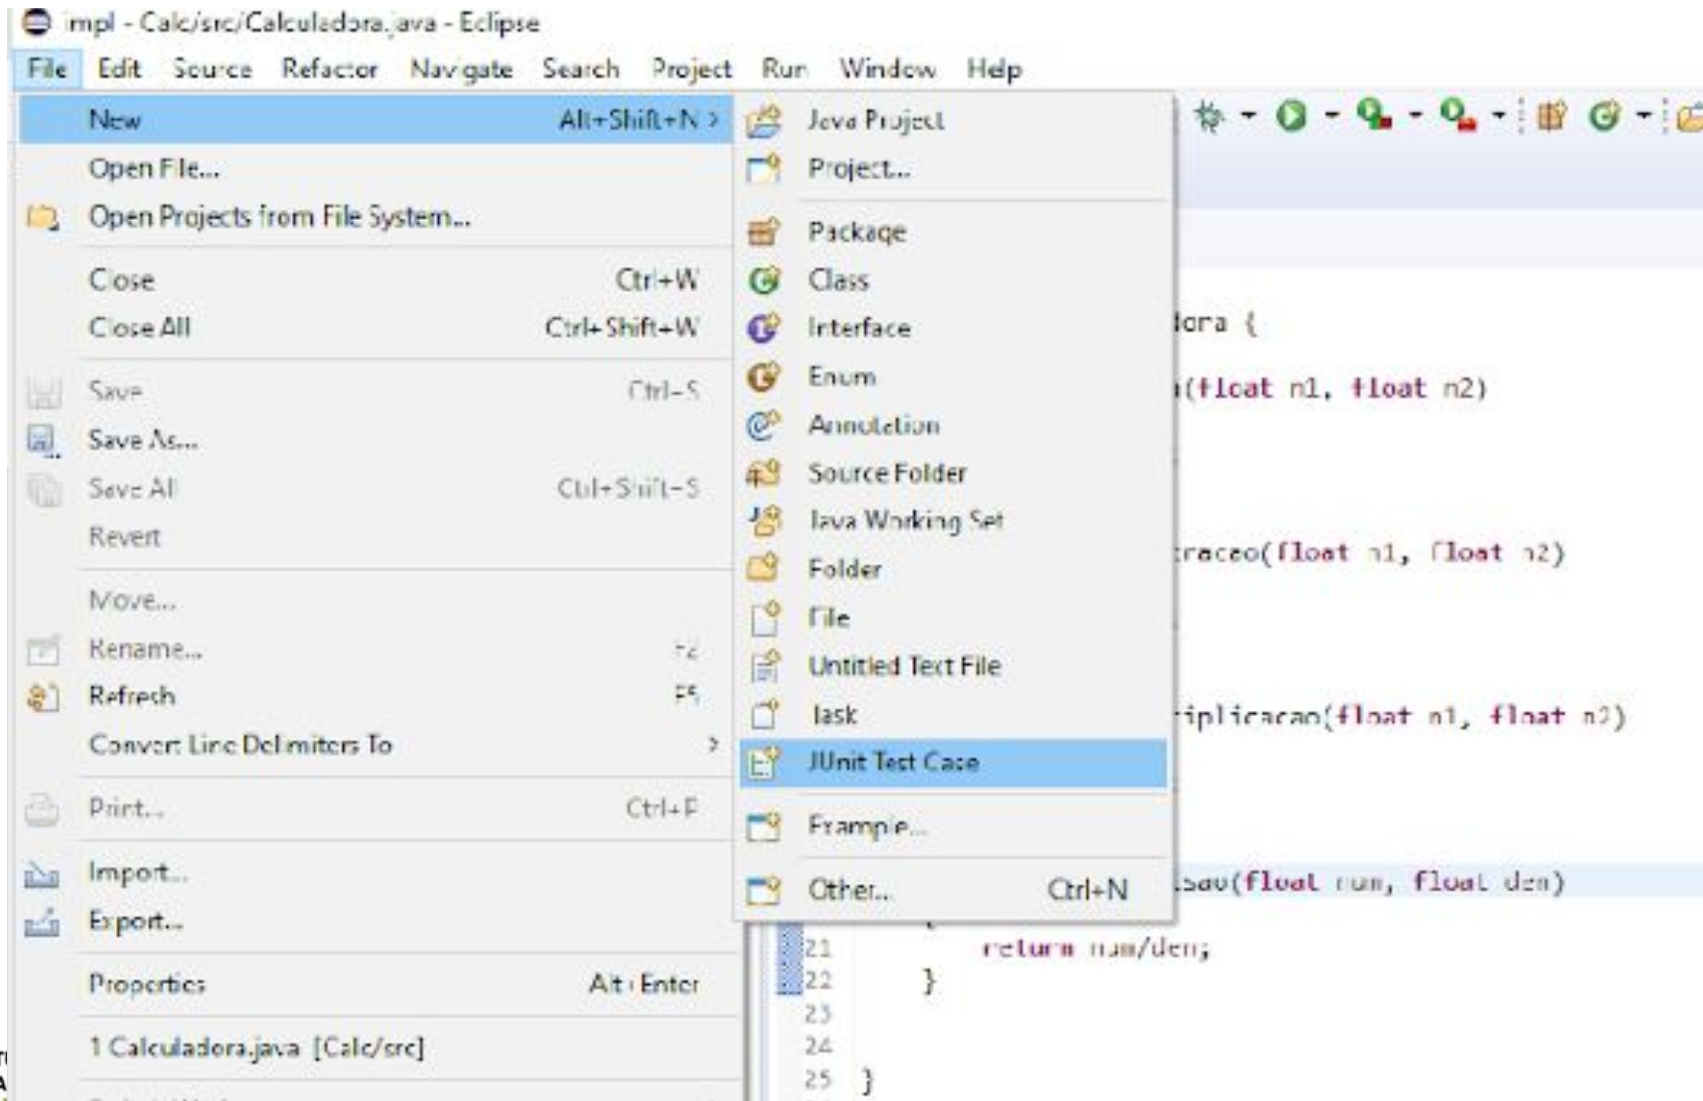 impl - Calc/src/Calculadora.java - Eclipse
File Edit Source Refactor Navigate Search Project Run Window Help
New Alt+Shift+N >
Open File...
Open Projects from File System...
Close Ctrl+W
Close All Ctrl+Shift+W
Save Ctrl+S
Save As...
Save All Ctrl+Shift+S
Revert
Move...
Rename... F2
Refresh F5
Convert Line Delimiters To >
Print... Ctrl+P
Import...
Export...
Properties Alt+Enter
1 Calculadora.java [Calc/src]
Java Project
Project...
Package
Class
Interface
Enum
Annotation
Source Folder
Java Working Set
Folder
File
Untitled Text File
Task
JUnit Test Case
Example...
Other... Ctrl+N
dora {
(float n1, float n2)
racao(float n1, float n2)
iplicacao(float n1, float n2)
isao(float num, float den)
21 return num/den;
22 }
23
24
25 }